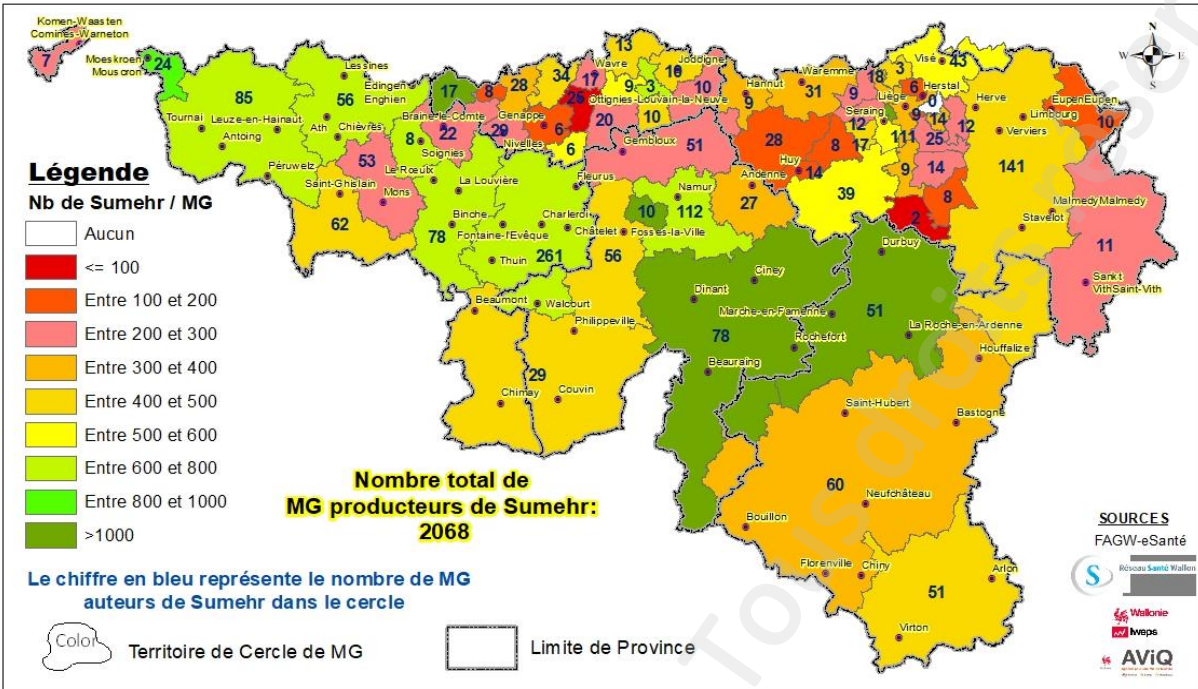 Komen-Waasten
Comines-Warneton
7
Moeskroen
Mouscron
24
85
Tournai
Leuze-en-Hainaut
Antoing
Péruwelz
Lessines
56
Ath
Chièvres
Edingen
Enghien
17
8
28
34
13
Wavre
17
9
3
Jodoigne
10
Ottignies-Louvain-la-Neuve
Braine-le-Comte
22
29
Genappe
Nivelles
6
25
20
10
6
8
Soignies
53
Saint-Ghislain
Mons
62
Le Rœulx
La Louvière
Binche
78
Fontaine-l'Evêque
Charleroi
Châtelet
Thuin
261
Fleurus
Gembloux
51
Namur
112
10
Fosses-la-Ville
56
Andenne
27
Hannut
9
Waremme
31
28
Huy
14
8
9
18
12
17
Seraing
Liège
3
6
Visé
43
Herstal
0
9
14
25
12
111
9
14
8
2
39
Herve
Limbourg
Verviers
141
Stavelot
EupenEupen
10
MalmedyMalmedy
11
Sankt
VithSaint-Vith
Beaumont
Walcourt
Philippeville
29
Chimay
Couvin
Ciney
Dinant
78
Beauraing
Rochefort
Marche-en-Famenne
Durbuy
51
La Roche-en-Ardenne
Houffalize
Saint-Hubert
Bastogne
60
Neufchâteau
Bouillon
Florenville
Chiny
51
Arlon
Virton
N
W
E
S
Légende
Nb de Sumehr / MG
Aucun
<= 100
Entre 100 et 200
Entre 200 et 300
Entre 300 et 400
Entre 400 et 500
Entre 500 et 600
Entre 600 et 800
Entre 800 et 1000
>1000
Nombre total de
MG producteurs de Sumehr:
2068
Le chiffre en bleu représente le nombre de MG
auteurs de Sumehr dans le cercle
Color
Territoire de Cercle de MG
Limite de Province
SOURCES
FAGW-eSanté
Réseau Santé Wallon
Wallonie
Iweps
AViQ